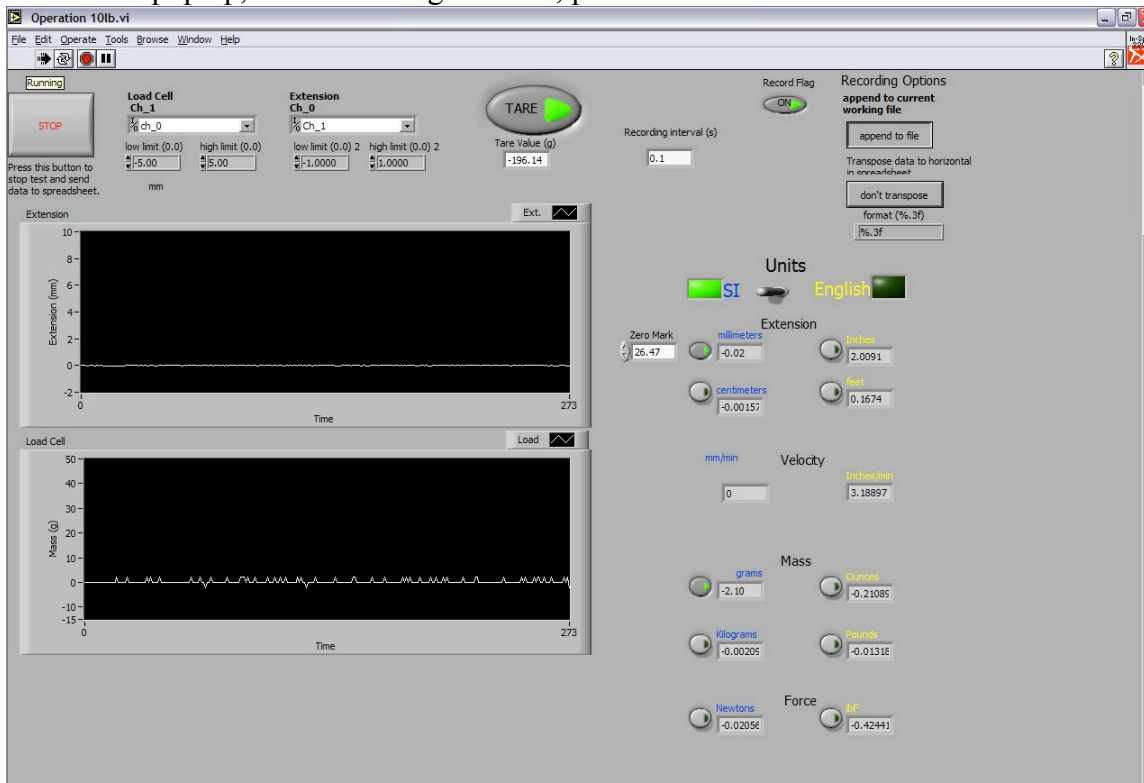 Operation 10lb.vi
File Edit Operate Tools Browse Window Help
Running
STOP
Press this button to
stop test and send
data to spreadsheet.
Load Cell
Ch_1
ch_0
low limit (0.0) high limit (0.0)
-5.00 5.00
mm
Extension
Ch_0
Ch_1
low limit (0.0) 2 high limit (0.0) 2
-1.0000 1.0000
TARE
Tare Value (g)
-196.14
Recording interval (s)
0.1
Record Flag
ON
Recording Options
append to current
working file
append to file
Transpose data to horizontal
in spreadsheet
don't transpose
format (%.3f)
%.3f
Extension
Ext.
10
8
6
4
2
0
-2
Extension (mm)
0 273
Time
Load Cell
Load
50
40
30
20
10
0
-10
-15
Mass (g)
0 273
Time
Units
SI English
Extension
Zero Mark
26.47
millimeters Inches
-0.02 2.0091
centimeters feet
-0.00157 0.1674
mm/min Velocity
Inches/min
0 3.18897
Mass
grams Ounces
-2.10 -0.21089
Kilograms Pounds
-0.00209 -0.01318
Force
Newtons lbF
-0.02056 -0.42441